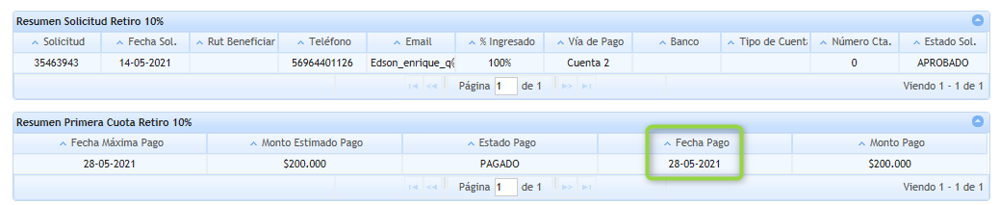 Resumen Solicitud Retiro 10%
Solicitud Fecha Sol. Rut Beneficiar Teléfono Email % Ingresado Vía de Pago Banco Tipo de Cuent Número Cta. Estado Sol.
35463943 14-05-2021 56964401126 Edson_enrique_q@ 100% Cuenta 2 0 APROBADO
Página 1 de 1 Viendo 1 - 1 de 1
Resumen Primera Cuota Retiro 10%
Fecha Máxima Pago Monto Estimado Pago Estado Pago Fecha Pago Monto Pago
28-05-2021 $200.000 PAGADO 28-05-2021 $200.000
Página 1 de 1 Viendo 1 - 1 de 1